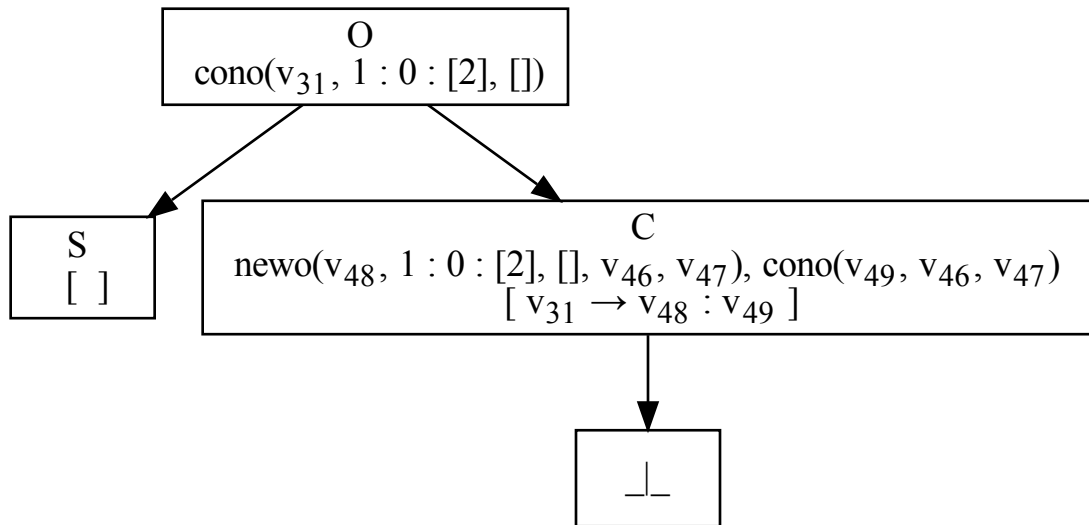 O
cono(v31, 1 : 0 : [2], [])
S
[ ]
C
newo(v48, 1 : 0 : [2], [], v46, v47), cono(v49, v46, v47)
[ v31 → v48 : v49 ]
_|_